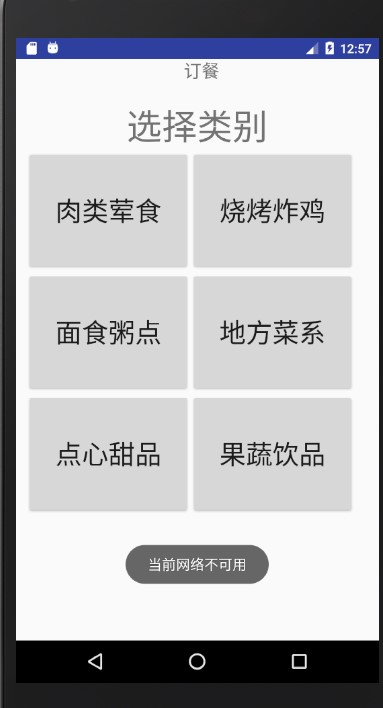 12:57
订餐
选择类别
肉类荤食 烧烤炸鸡
面食粥点 地方菜系
点心甜品 果蔬饮品
当前网络不可用